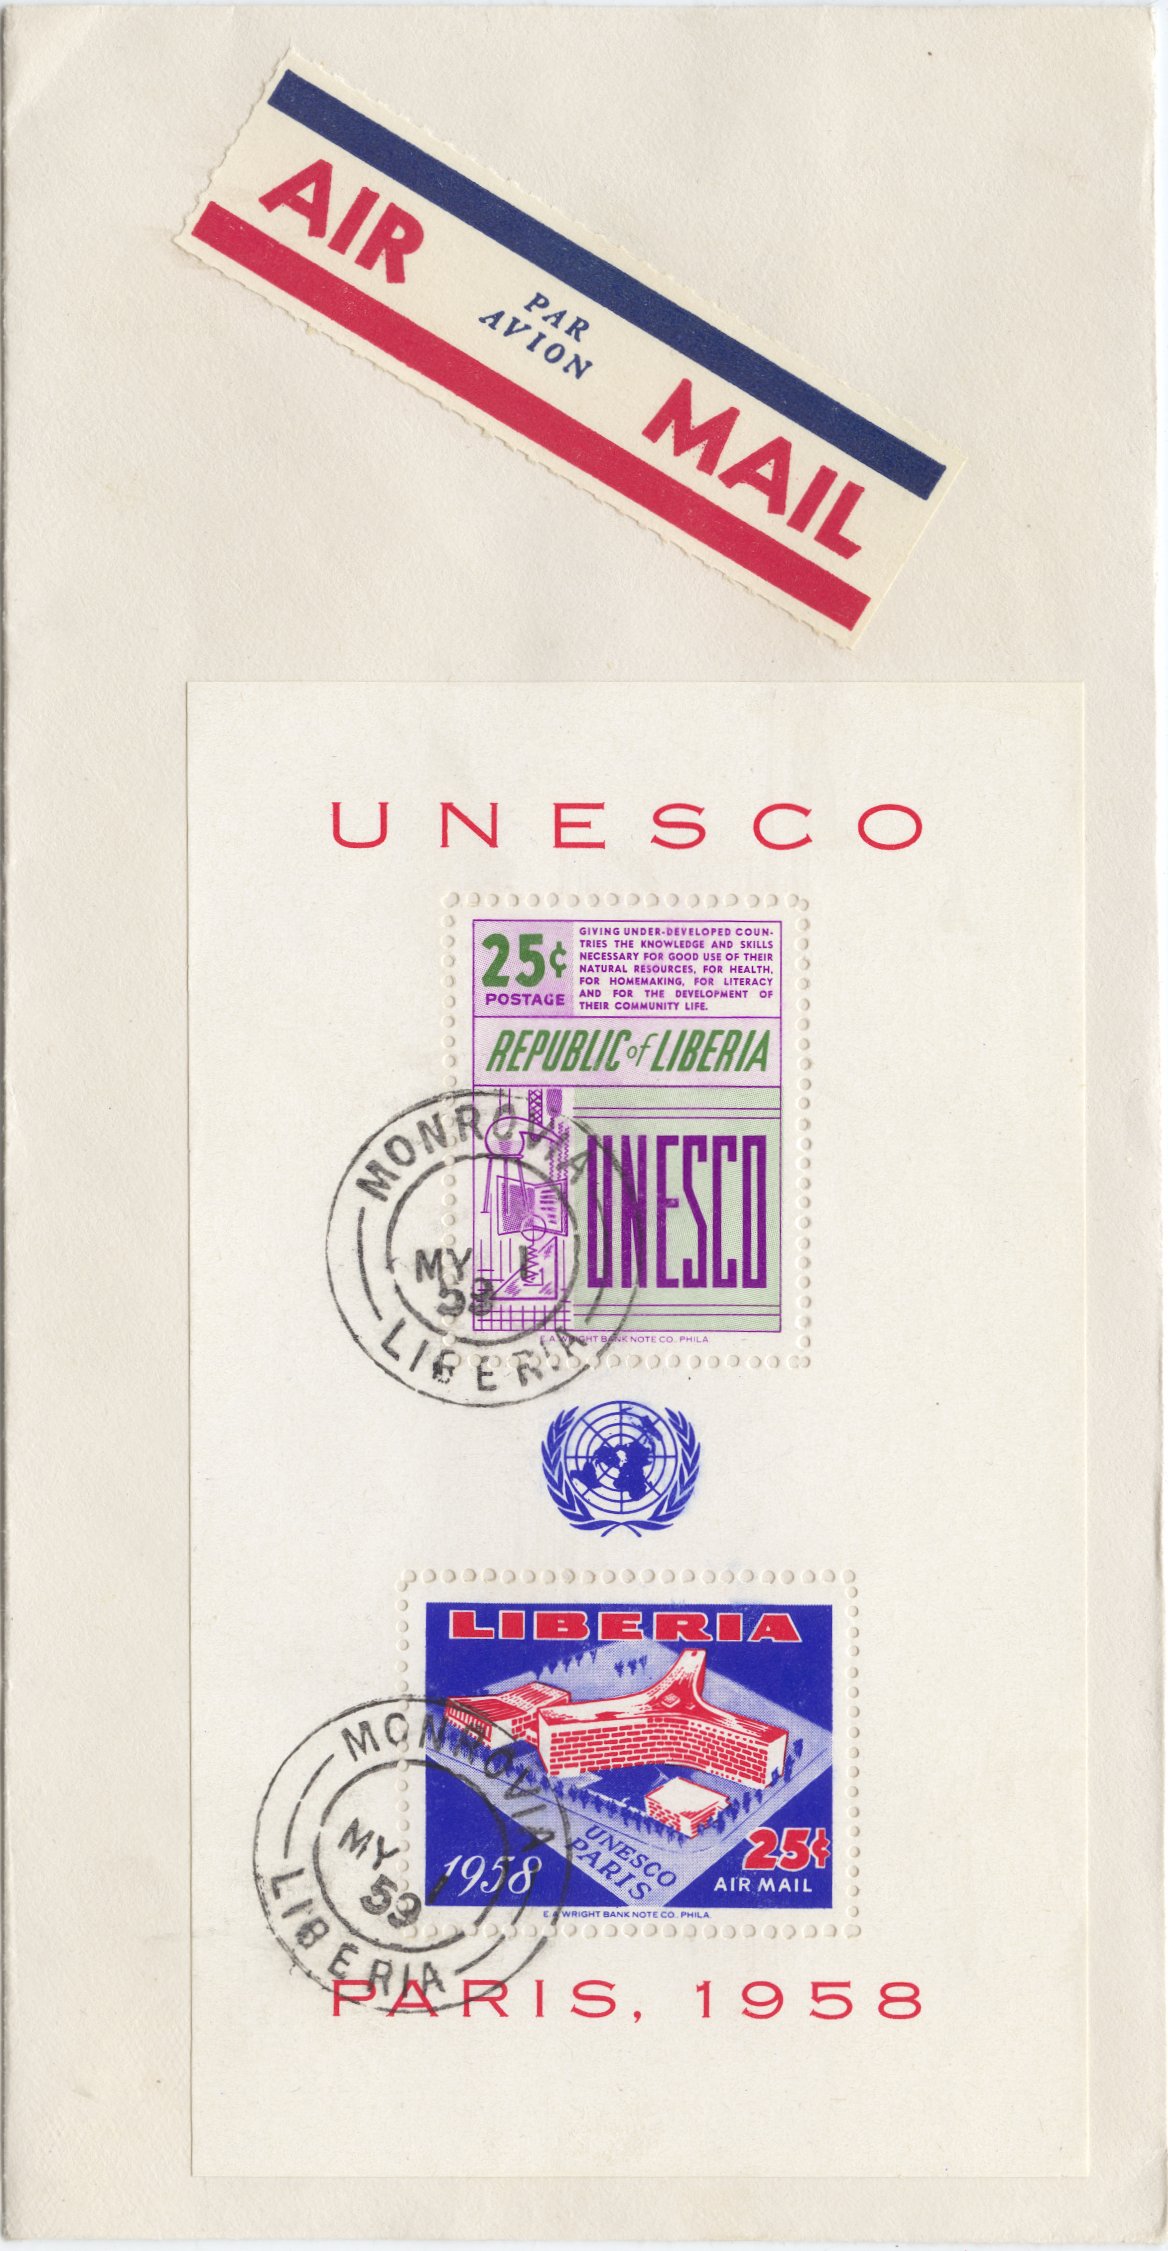 AIR
PAR
AVION
MAIL
UNESCO
25¢
POSTAGE
GIVING UNDER-DEVELOPED COUN-
TRIES THE KNOWLEDGE AND SKILLS
NECESSARY FOR GOOD USE OF THEIR
NATURAL RESOURCES, FOR HEALTH,
FOR HOMEMAKING, FOR LITERACY
AND FOR THE DEVELOPMENT OF
THEIR COMMUNITY LIFE.
REPUBLIC of LIBERIA
UNESCO
MONROVIA
MY 1
59
LIBERIA
E.A. WRIGHT BANK NOTE CO., PHILA.
LIBERIA
UNESCO
PARIS
1958
25¢
AIR MAIL
MONROVIA
MY 1
59
LIBERIA
E.A. WRIGHT BANK NOTE CO., PHILA.
PARIS, 1958